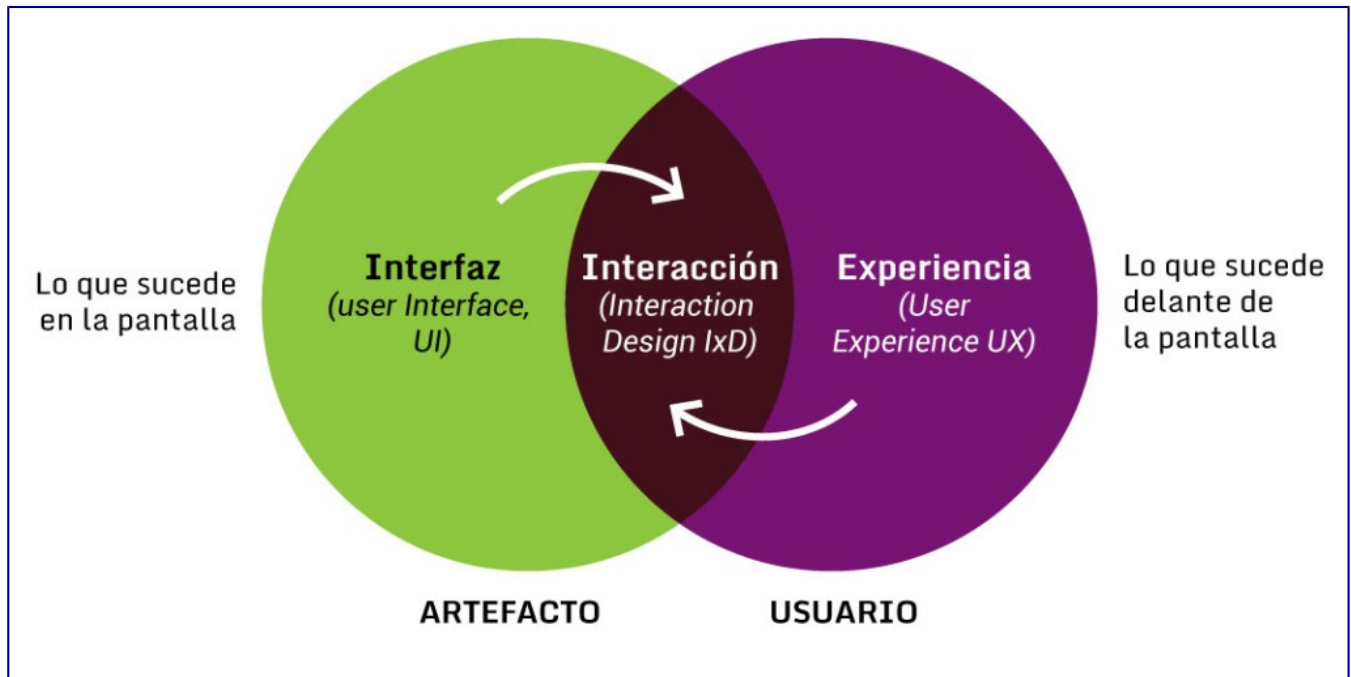 Lo que sucede
en la pantalla
Interfaz
(user Interface,
UI)
Interacción
(Interaction
Design IxD)
Experiencia
(User
Experience UX)
Lo que sucede
delante de
la pantalla
ARTEFACTO
USUARIO